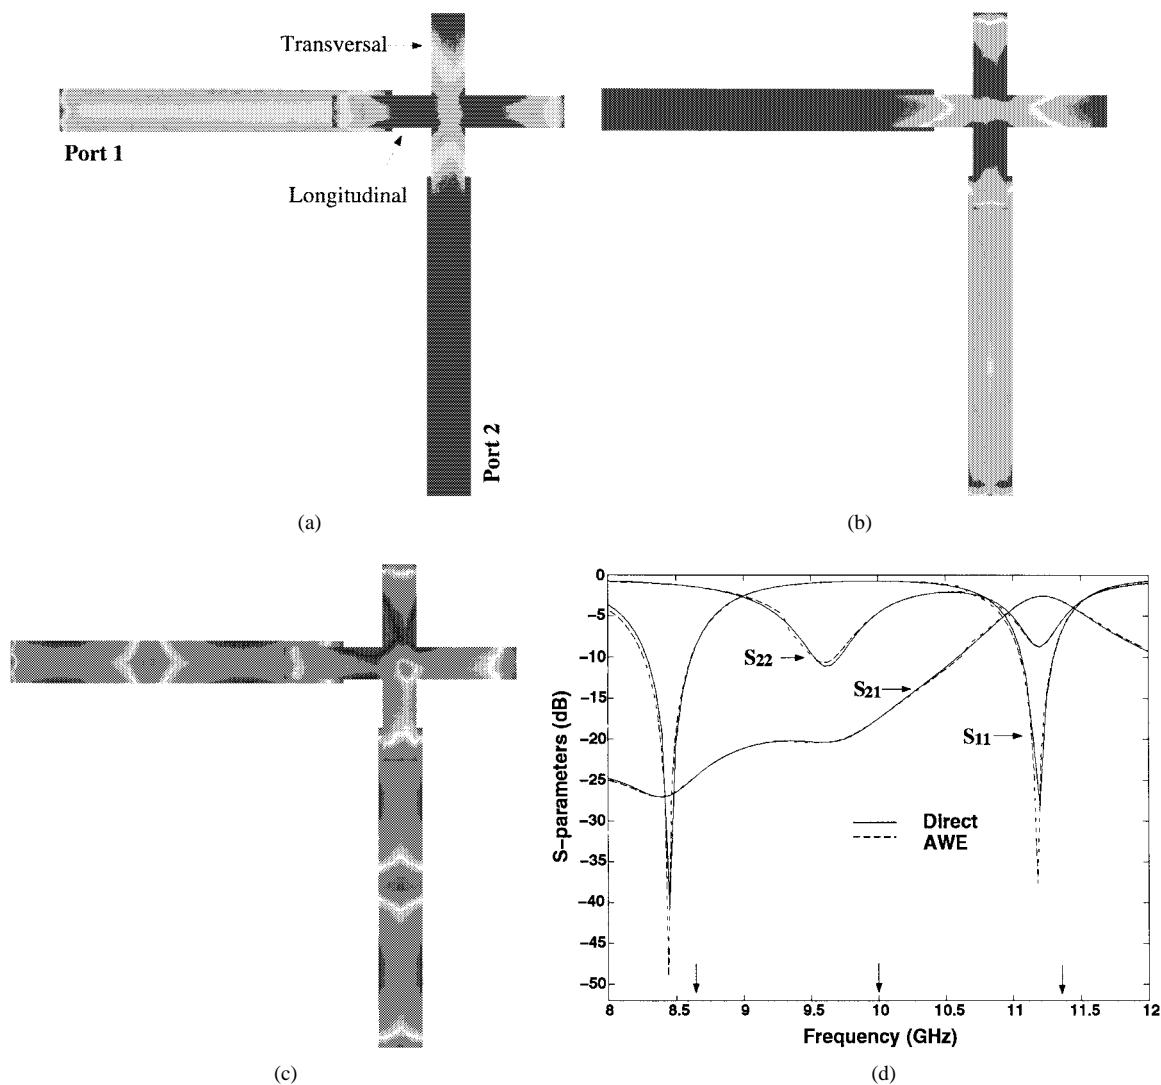 Transversal
Port 1
Longitudinal
Port 2
(a)
(b)
(c)
0
−5
−10
−15
−20
−25
−30
−35
−40
−45
−50
S−parameters (dB)
S22
S21
S11
Direct
AWE
8 8.5 9 9.5 10 10.5 11 11.5 12
Frequency (GHz)
(d)